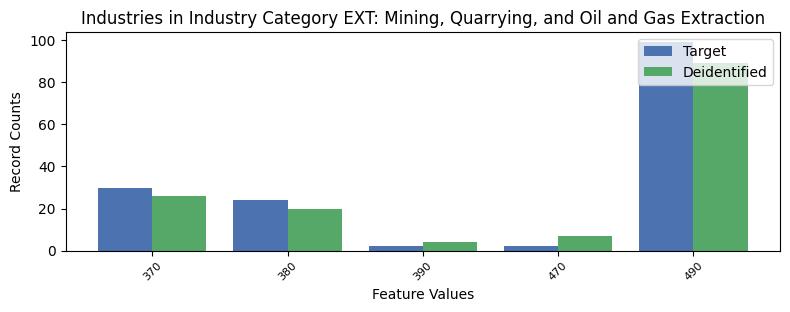 Industries in Industry Category EXT: Mining, Quarrying, and Oil and Gas Extraction
Target
Deidentified
Record Counts
100
80
60
40
20
0
370
380
390
470
490
Feature Values